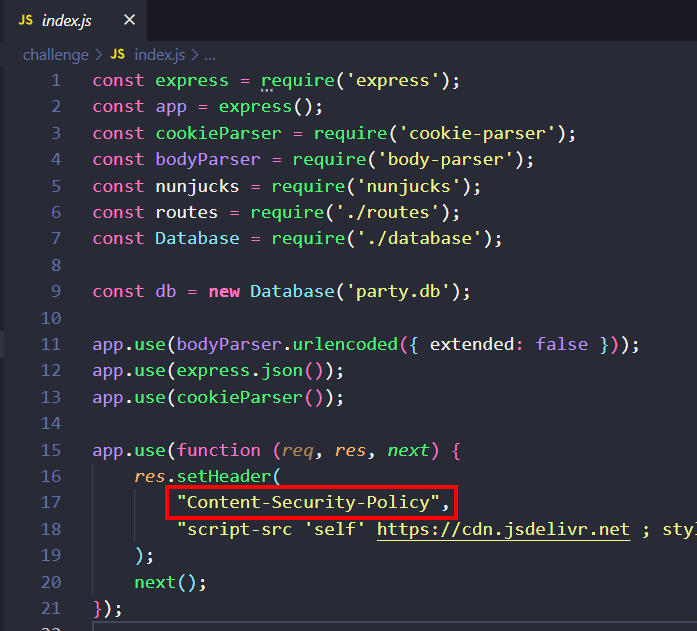 JS index.js ✕
challenge > JS index.js > ...
1 const express = require('express');
2 const app = express();
3 const cookieParser = require('cookie-parser');
4 const bodyParser = require('body-parser');
5 const nunjucks = require('nunjucks');
6 const routes = require('./routes');
7 const Database = require('./database');
8
9 const db = new Database('party.db');
10
11 app.use(bodyParser.urlencoded({ extended: false }));
12 app.use(express.json());
13 app.use(cookieParser());
14
15 app.use(function (req, res, next) {
16     res.setHeader(
17         "Content-Security-Policy",
18         "script-src 'self' https://cdn.jsdelivr.net ; sty
19     );
20     next();
21 });